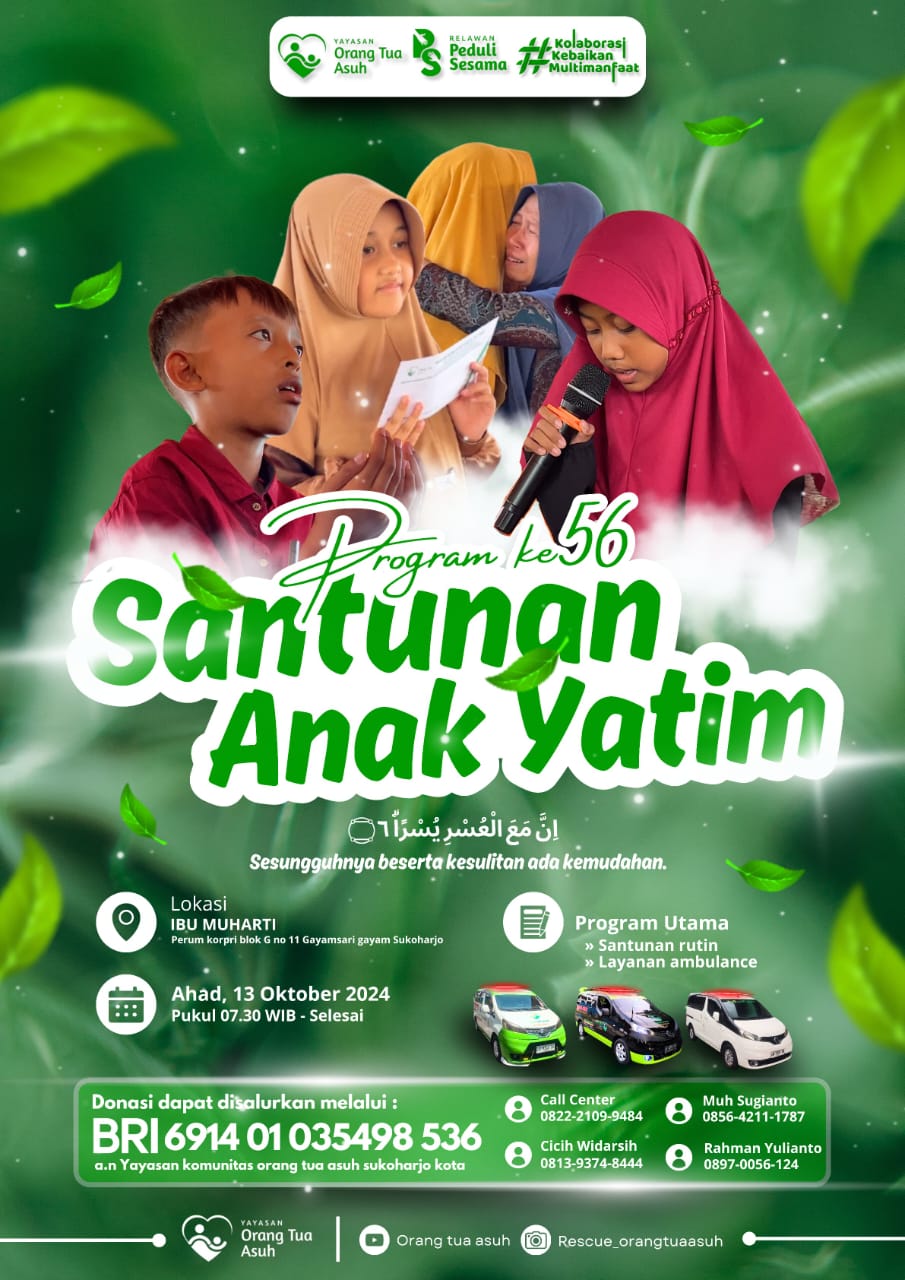 YAYASAN
Orang Tua
Asuh
RELAWAN
Peduli
Sesama
#Kolaborasi
Kebaikan
Multimanfaat
Program ke 56
Santunan
Anak Yatim
اِنَّ مَعَ الْعُسْرِ يُسْرًاۗ ٦
Sesungguhnya beserta kesulitan ada kemudahan.
Lokasi
IBU MUHARTI
Perum korpri blok G no 11 Gayamsari gayam Sukoharjo
Ahad, 13 Oktober 2024
Pukul 07.30 WIB - Selesai
Program Utama
» Santunan rutin
» Layanan ambulance
Donasi dapat disalurkan melalui :
BRI 6914 01 035498 536
a.n Yayasan komunitas orang tua asuh sukoharjo kota
Call Center
0822-2109-9484
Cicih Widarsih
0813-9374-8444
Muh Sugianto
0856-4211-1787
Rahman Yulianto
0897-0056-124
YAYASAN
Orang Tua
Asuh
Orang tua asuh
Rescue_orangtuaasuh